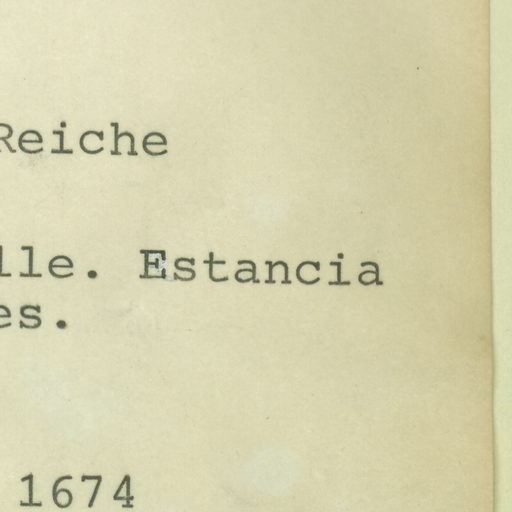 Reiche
lle. Estancia
es.
1674